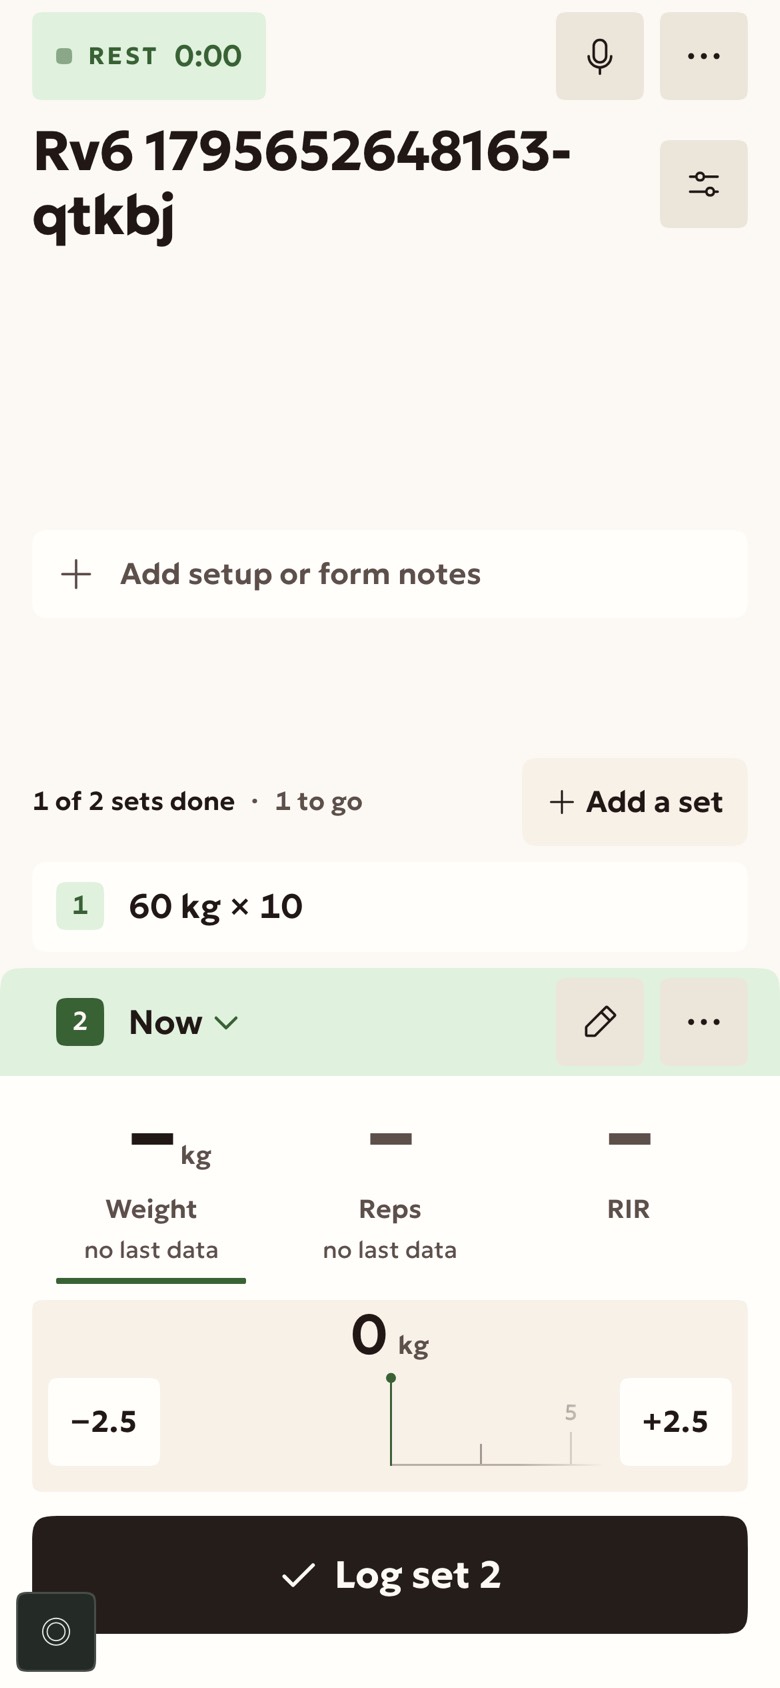 REST 0:00
Rv6 1795652648163-
qtkbj
Add setup or form notes
1 of 2 sets done · 1 to go
+ Add a set
1 60 kg × 10
2 Now
– kg – –
Weight Reps RIR
no last data no last data
0 kg
−2.5 5 +2.5
Log set 2